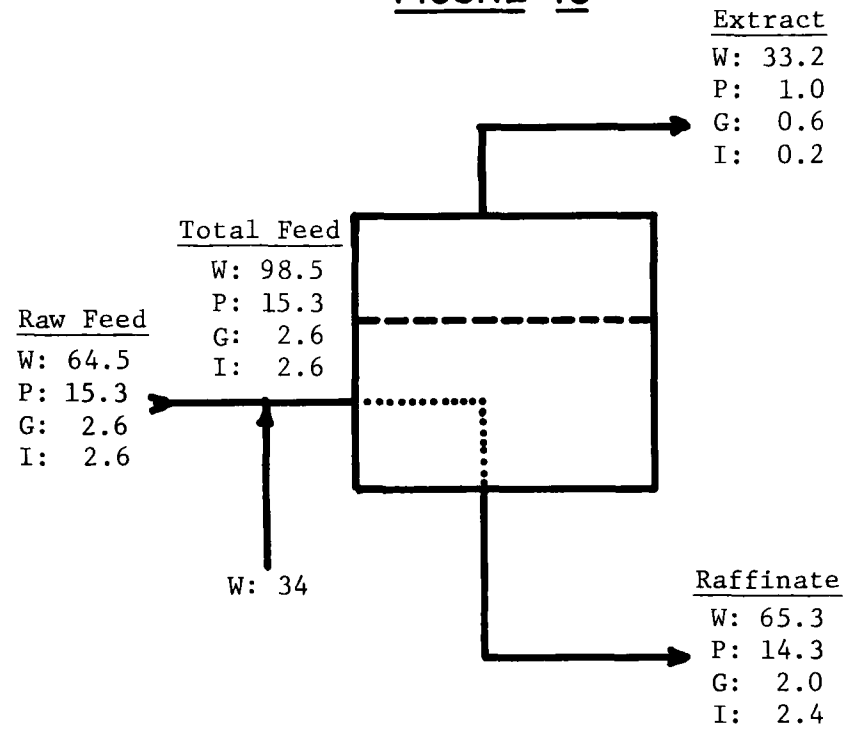 Extract
W: 33.2
P: 1.0
G: 0.6
I: 0.2
Total Feed
W: 98.5
P: 15.3
G: 2.6
I: 2.6
Raw Feed
W: 64.5
P: 15.3
G: 2.6
I: 2.6
W: 34
Raffinate
W: 65.3
P: 14.3
G: 2.0
I: 2.4